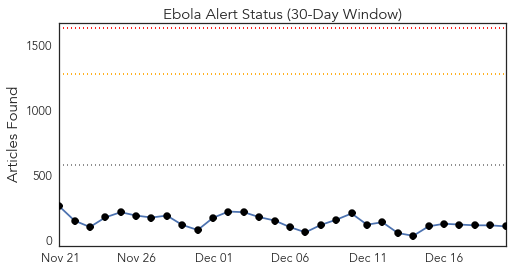 Ebola Alert Status (30-Day Window)
Articles Found
1500
1000
500
0
Nov 21 Nov 26 Dec 01 Dec 06 Dec 11 Dec 16